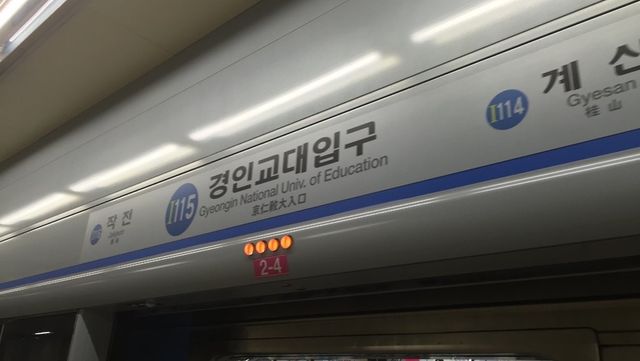 작전
I115
경인교대입구
Gyeongin National Univ. of Education
京仁敎大入口
I114
계산
Gyesan
桂山
2-4